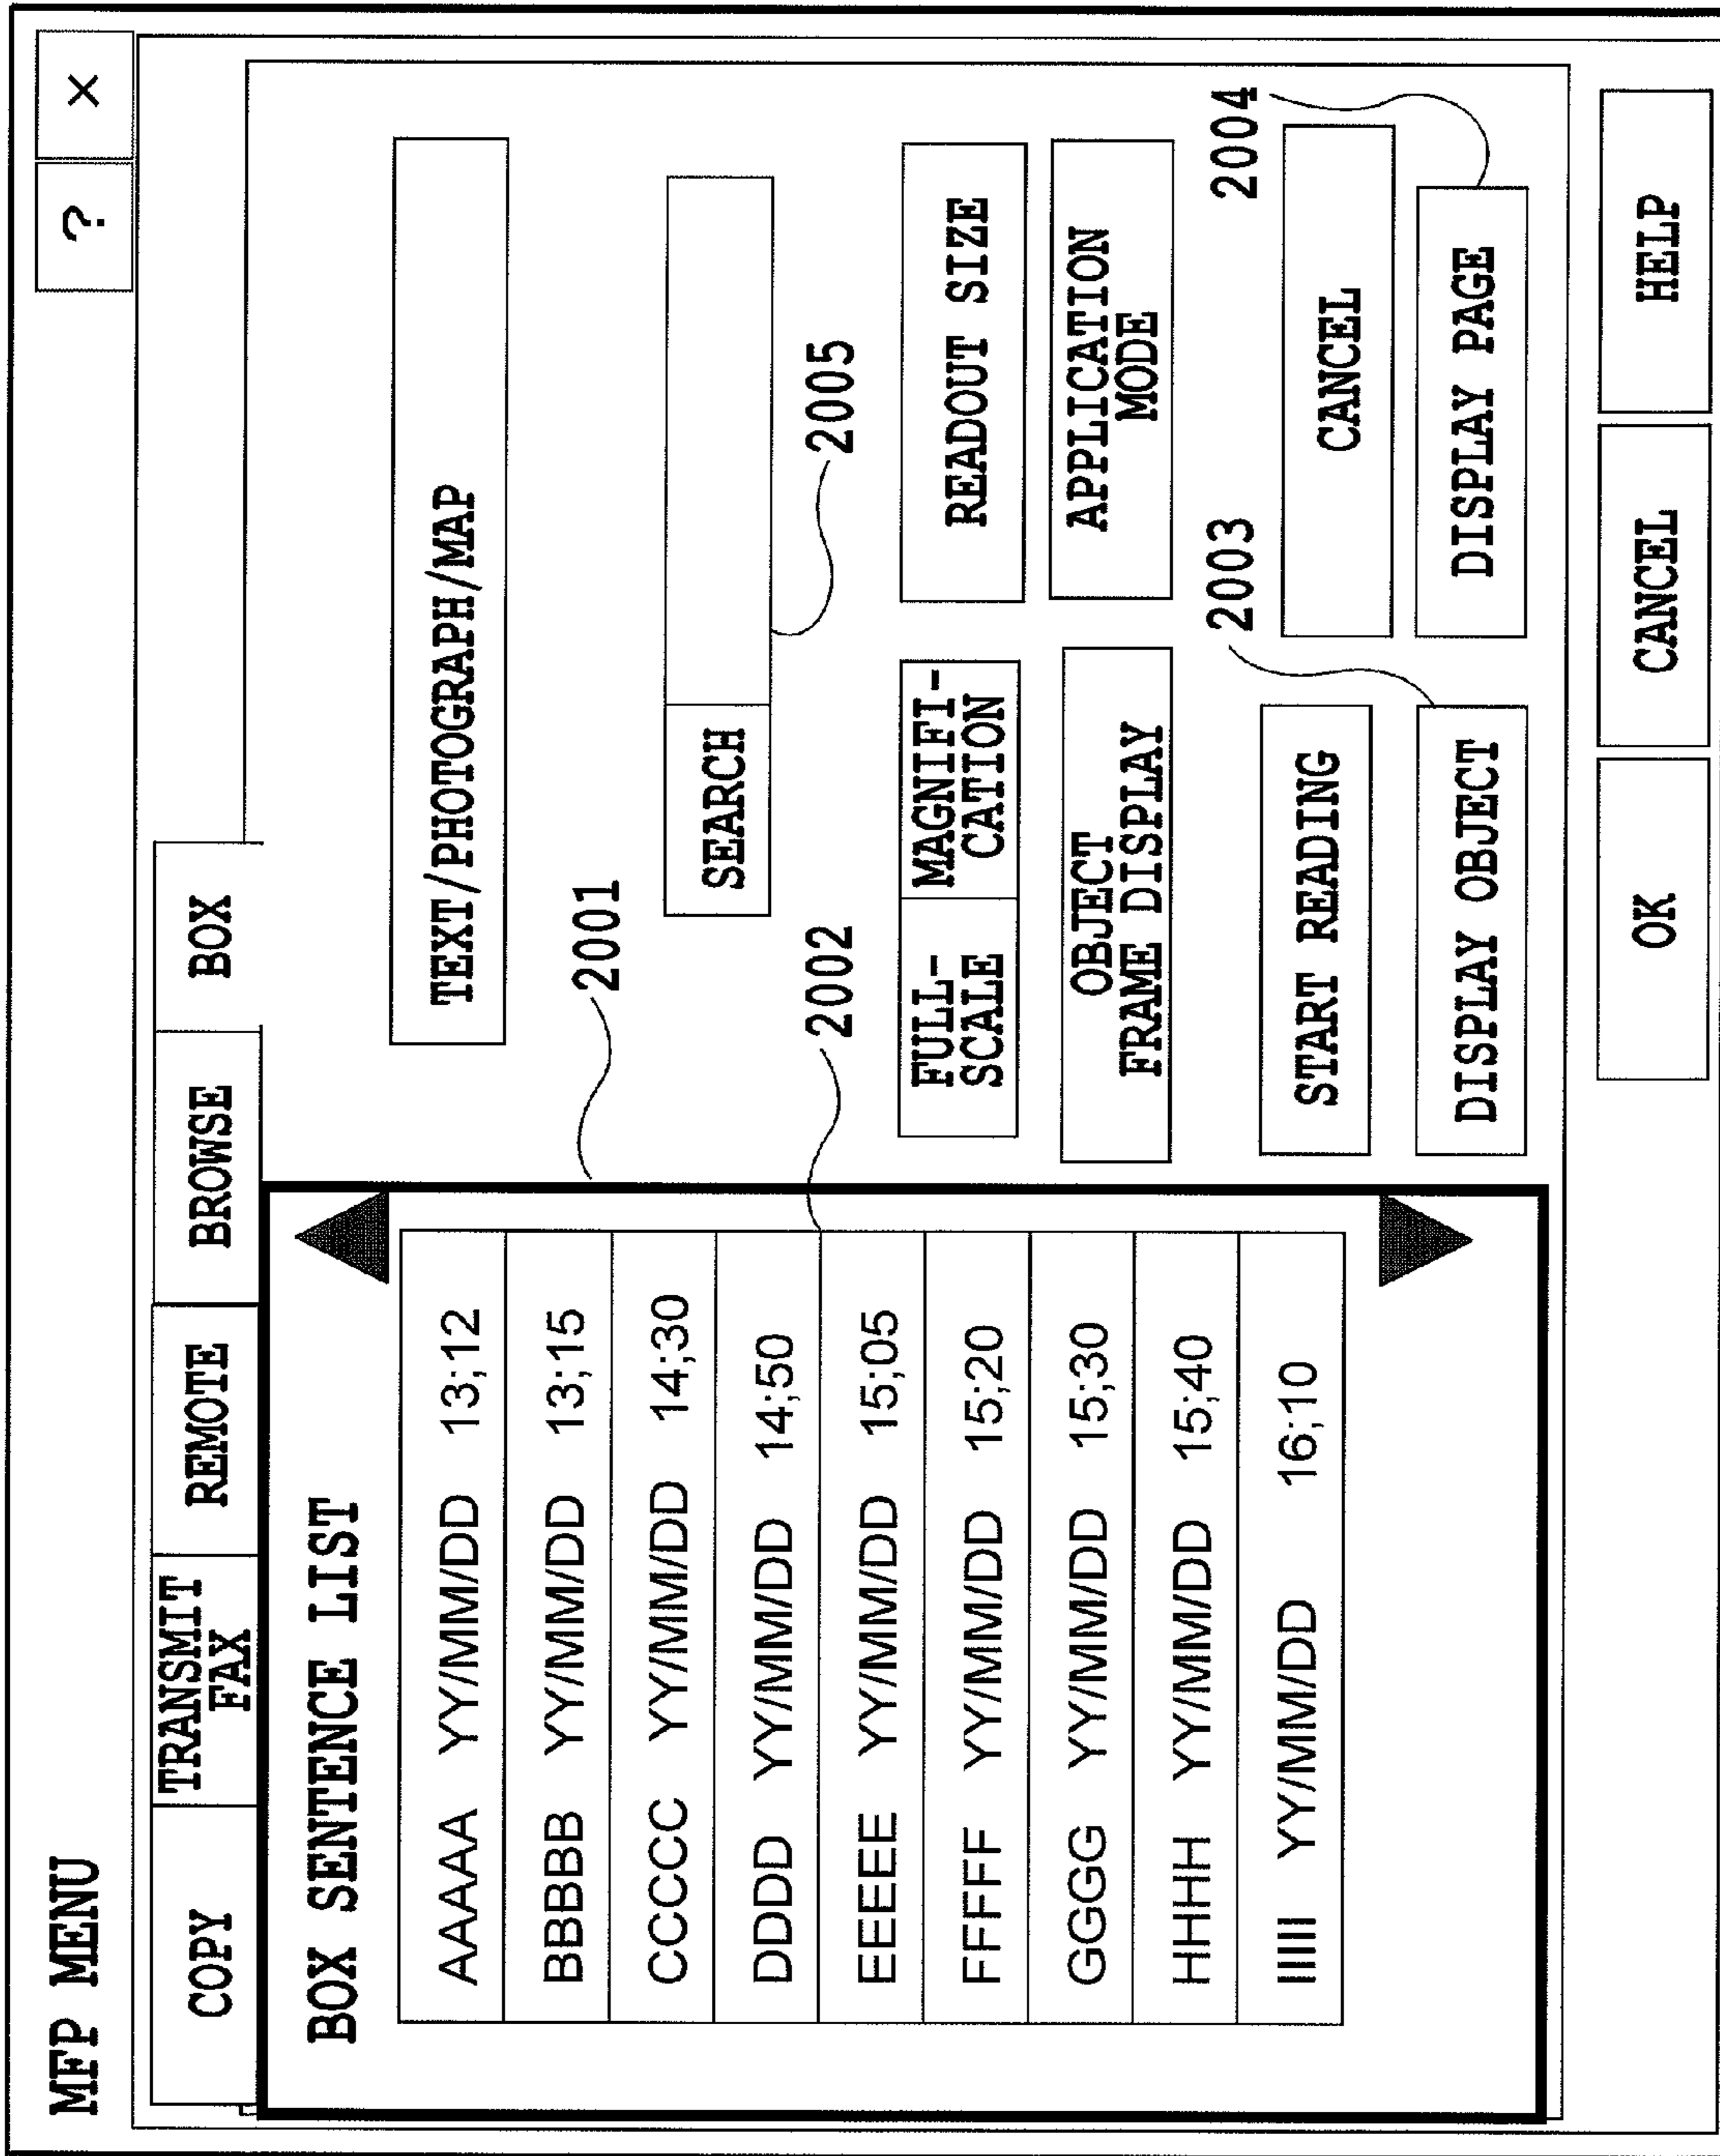 MFP MENU
?
×
COPY
TRANSMIT
FAX
REMOTE
BROWSE
BOX
BOX SENTENCE LIST
AAAAA YY/MM/DD 13;12
BBBBB YY/MM/DD 13;15
CCCCC YY/MM/DD 14;30
DDDD YY/MM/DD 14;50
EEEEE YY/MM/DD 15;05
FFFFF YY/MM/DD 15;20
GGGG YY/MM/DD 15;30
HHHH YY/MM/DD 15;40
IIIII YY/MM/DD 16;10
TEXT/PHOTOGRAPH/MAP
2001
SEARCH
2005
2002
FULL-
SCALE
MAGNIFI-
CATION
READOUT SIZE
OBJECT
FRAME DISPLAY
APPLICATION
MODE
2003
2004
START READING
CANCEL
DISPLAY OBJECT
DISPLAY PAGE
OK
CANCEL
HELP